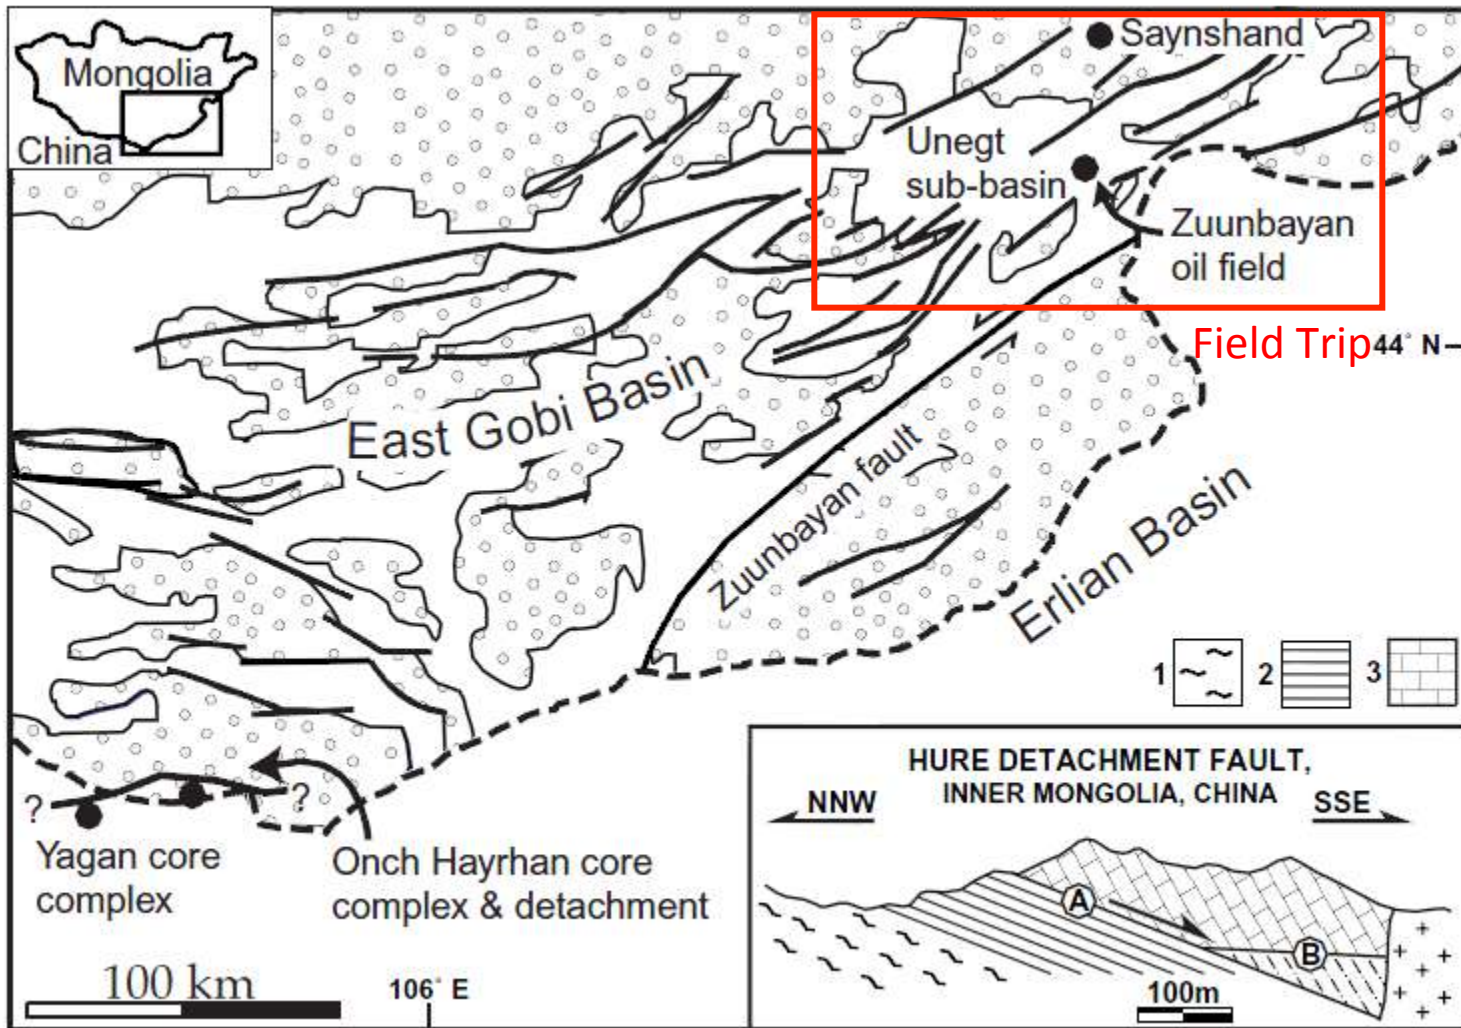 Mongolia
China
Saynshand
Unegt
sub-basin
Zuunbayan
oil field
Field Trip
44° N
East Gobi Basin
Zuunbayan fault
Erlian Basin
1
2
3
?
?
Yagan core
complex
Onch Hayrhan core
complex & detachment
100 km
106° E
HURE DETACHMENT FAULT,
INNER MONGOLIA, CHINA
NNW
SSE
A
B
100m